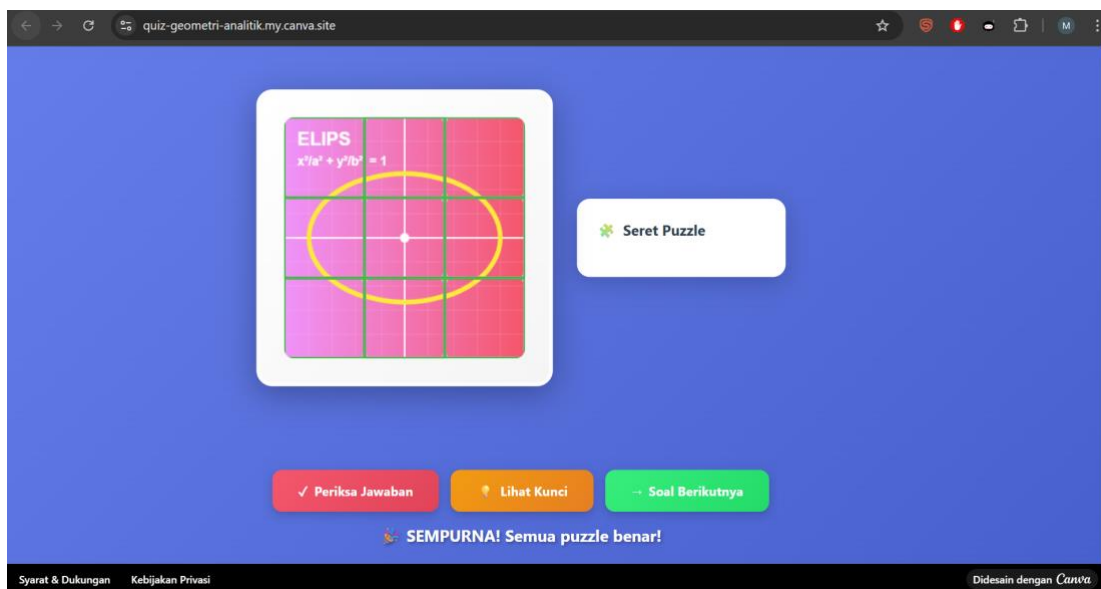 quiz-geometri-analitik.my.canva.site
M
ELIPS
x²/a² + y²/b² = 1
🧩 Seret Puzzle
✓ Periksa Jawaban
💡 Lihat Kunci
→ Soal Berikutnya
🎉 SEMPURNA! Semua puzzle benar!
Syarat & Dukungan
Kebijakan Privasi
Didesain dengan Canva